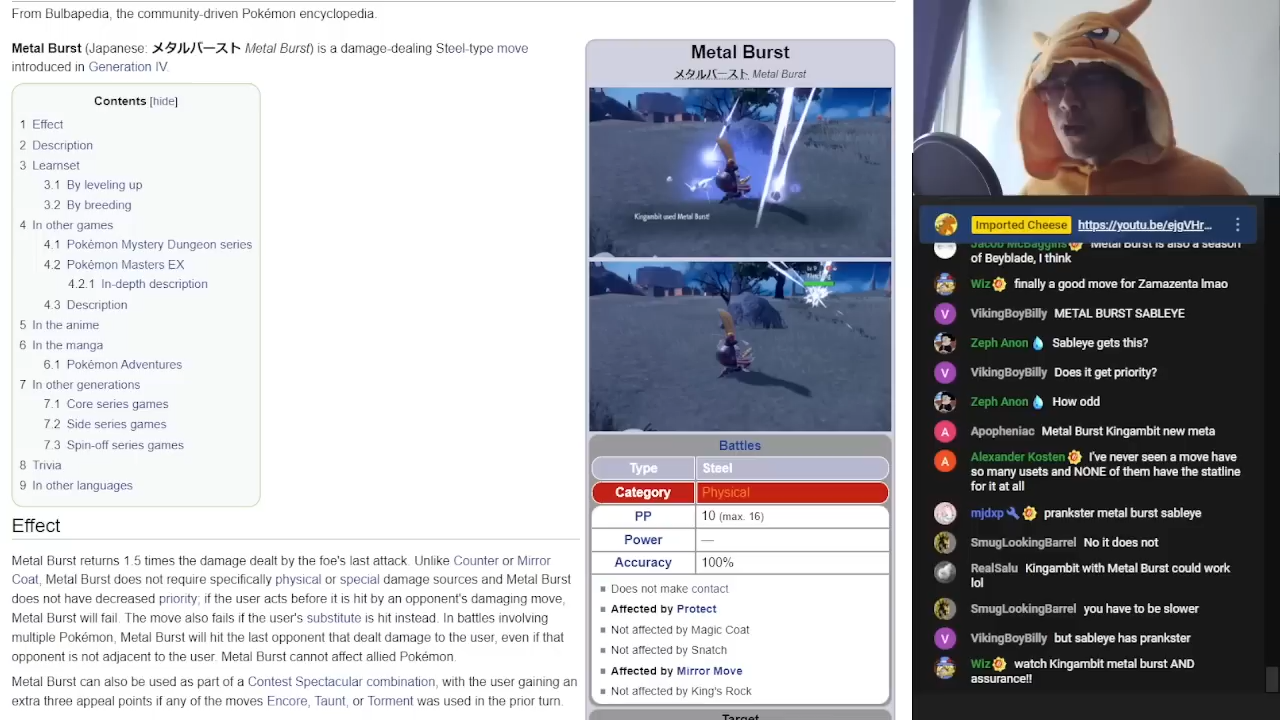 From Bulbapedia, the community-driven Pokémon encyclopedia.
Metal Burst (Japanese: メタルバースト Metal Burst) is a damage-dealing Steel-type move
introduced in Generation IV.
Contents [hide]
1 Effect
2 Description
3 Learnset
3.1 By leveling up
3.2 By breeding
4 In other games
4.1 Pokémon Mystery Dungeon series
4.2 Pokémon Masters EX
4.2.1 In-depth description
4.3 Description
5 In the anime
6 In the manga
6.1 Pokémon Adventures
7 In other generations
7.1 Core series games
7.2 Side series games
7.3 Spin-off series games
8 Trivia
9 In other languages
Effect
Metal Burst returns 1.5 times the damage dealt by the foe's last attack. Unlike Counter or Mirror
Coat, Metal Burst does not require specifically physical or special damage sources and Metal Burst
does not have decreased priority; if the user acts before it is hit by an opponent's damaging move,
Metal Burst will fail. The move also fails if the user's substitute is hit instead. In battles involving
multiple Pokémon, Metal Burst will hit the last opponent that dealt damage to the user, even if that
opponent is not adjacent to the user. Metal Burst cannot affect allied Pokémon.
Metal Burst can also be used as part of a Contest Spectacular combination, with the user gaining an
extra three appeal points if any of the moves Encore, Taunt, or Torment was used in the prior turn.
Metal Burst
メタルバースト Metal Burst
Kingambit used Metal Burst!
Battles
Type Steel
Category Physical
PP 10 (max. 16)
Power —
Accuracy 100%
Does not make contact
Affected by Protect
Not affected by Magic Coat
Not affected by Snatch
Affected by Mirror Move
Not affected by King's Rock
Target
Imported Cheese https://youtu.be/ejgVHr...
Jacob McBaggins Metal Burst is also a season
of Beyblade, I think
Wiz finally a good move for Zamazenta lmao
VikingBoyBilly METAL BURST SABLEYE
Zeph Anon Sableye gets this?
VikingBoyBilly Does it get priority?
Zeph Anon How odd
Apopheniac Metal Burst Kingambit new meta
Alexander Kosten I've never seen a move have
so many usets and NONE of them have the statline
for it at all
mjdxp prankster metal burst sableye
SmugLookingBarrel No it does not
RealSalu Kingambit with Metal Burst could work
lol
SmugLookingBarrel you have to be slower
VikingBoyBilly but sableye has prankster
Wiz watch Kingambit metal burst AND
assurance!!